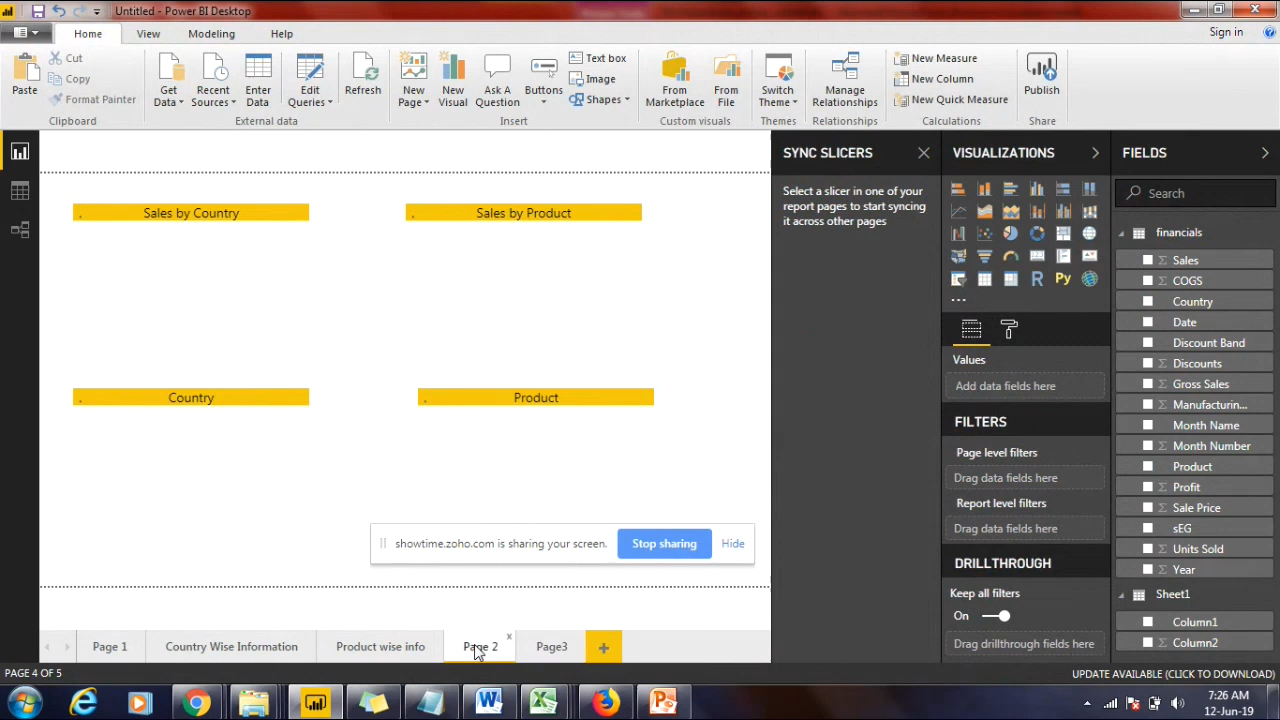 Untitled - Power BI Desktop
Home
View
Modeling
Help
Sign in
Paste
Cut
Copy
Format Painter
Clipboard
Get
Data
Recent
Sources
Enter
Data
External data
Edit
Queries
Refresh
New
Page
New
Visual
Ask A
Question
Buttons
Text box
Image
Shapes
Insert
From
Marketplace
From
File
Custom visuals
Switch
Theme
Themes
Manage
Relationships
Relationships
New Measure
New Column
New Quick Measure
Calculations
Publish
Share
Sales by Country
Sales by Product
Country
Product
showtime.zoho.com is sharing your screen.
Stop sharing
Hide
SYNC SLICERS
Select a slicer in one of your
report pages to start syncing
it across other pages
VISUALIZATIONS
R
Py
Values
Add data fields here
FILTERS
Page level filters
Drag data fields here
Report level filters
Drag data fields here
DRILLTHROUGH
Keep all filters
On
Drag drillthrough fields here
FIELDS
Search
financials
Sales
COGS
Country
Date
Discount Band
Discounts
Gross Sales
Manufacturin...
Month Name
Month Number
Product
Profit
Sale Price
sEG
Units Sold
Year
Sheet1
Column1
Column2
Page 1
Country Wise Information
Product wise info
Page 2
Page3
PAGE 4 OF 5
UPDATE AVAILABLE (CLICK TO DOWNLOAD)
7:26 AM
12-Jun-19